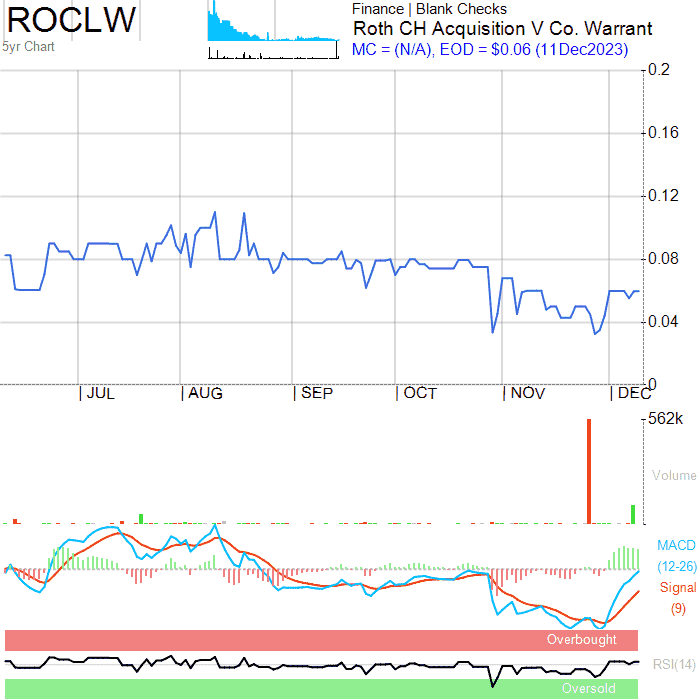 ROCLW
5yr Chart
Finance | Blank Checks
Roth CH Acquisition V Co. Warrant
MC = (N/A), EOD = $0.06 (11Dec2023)
0.2
0.16
0.12
0.08
0.04
0
| JUL | AUG | SEP | OCT | NOV | DEC
562k
Volume
MACD
(12-26)
Signal
(9)
Overbought
RSI(14)
Oversold